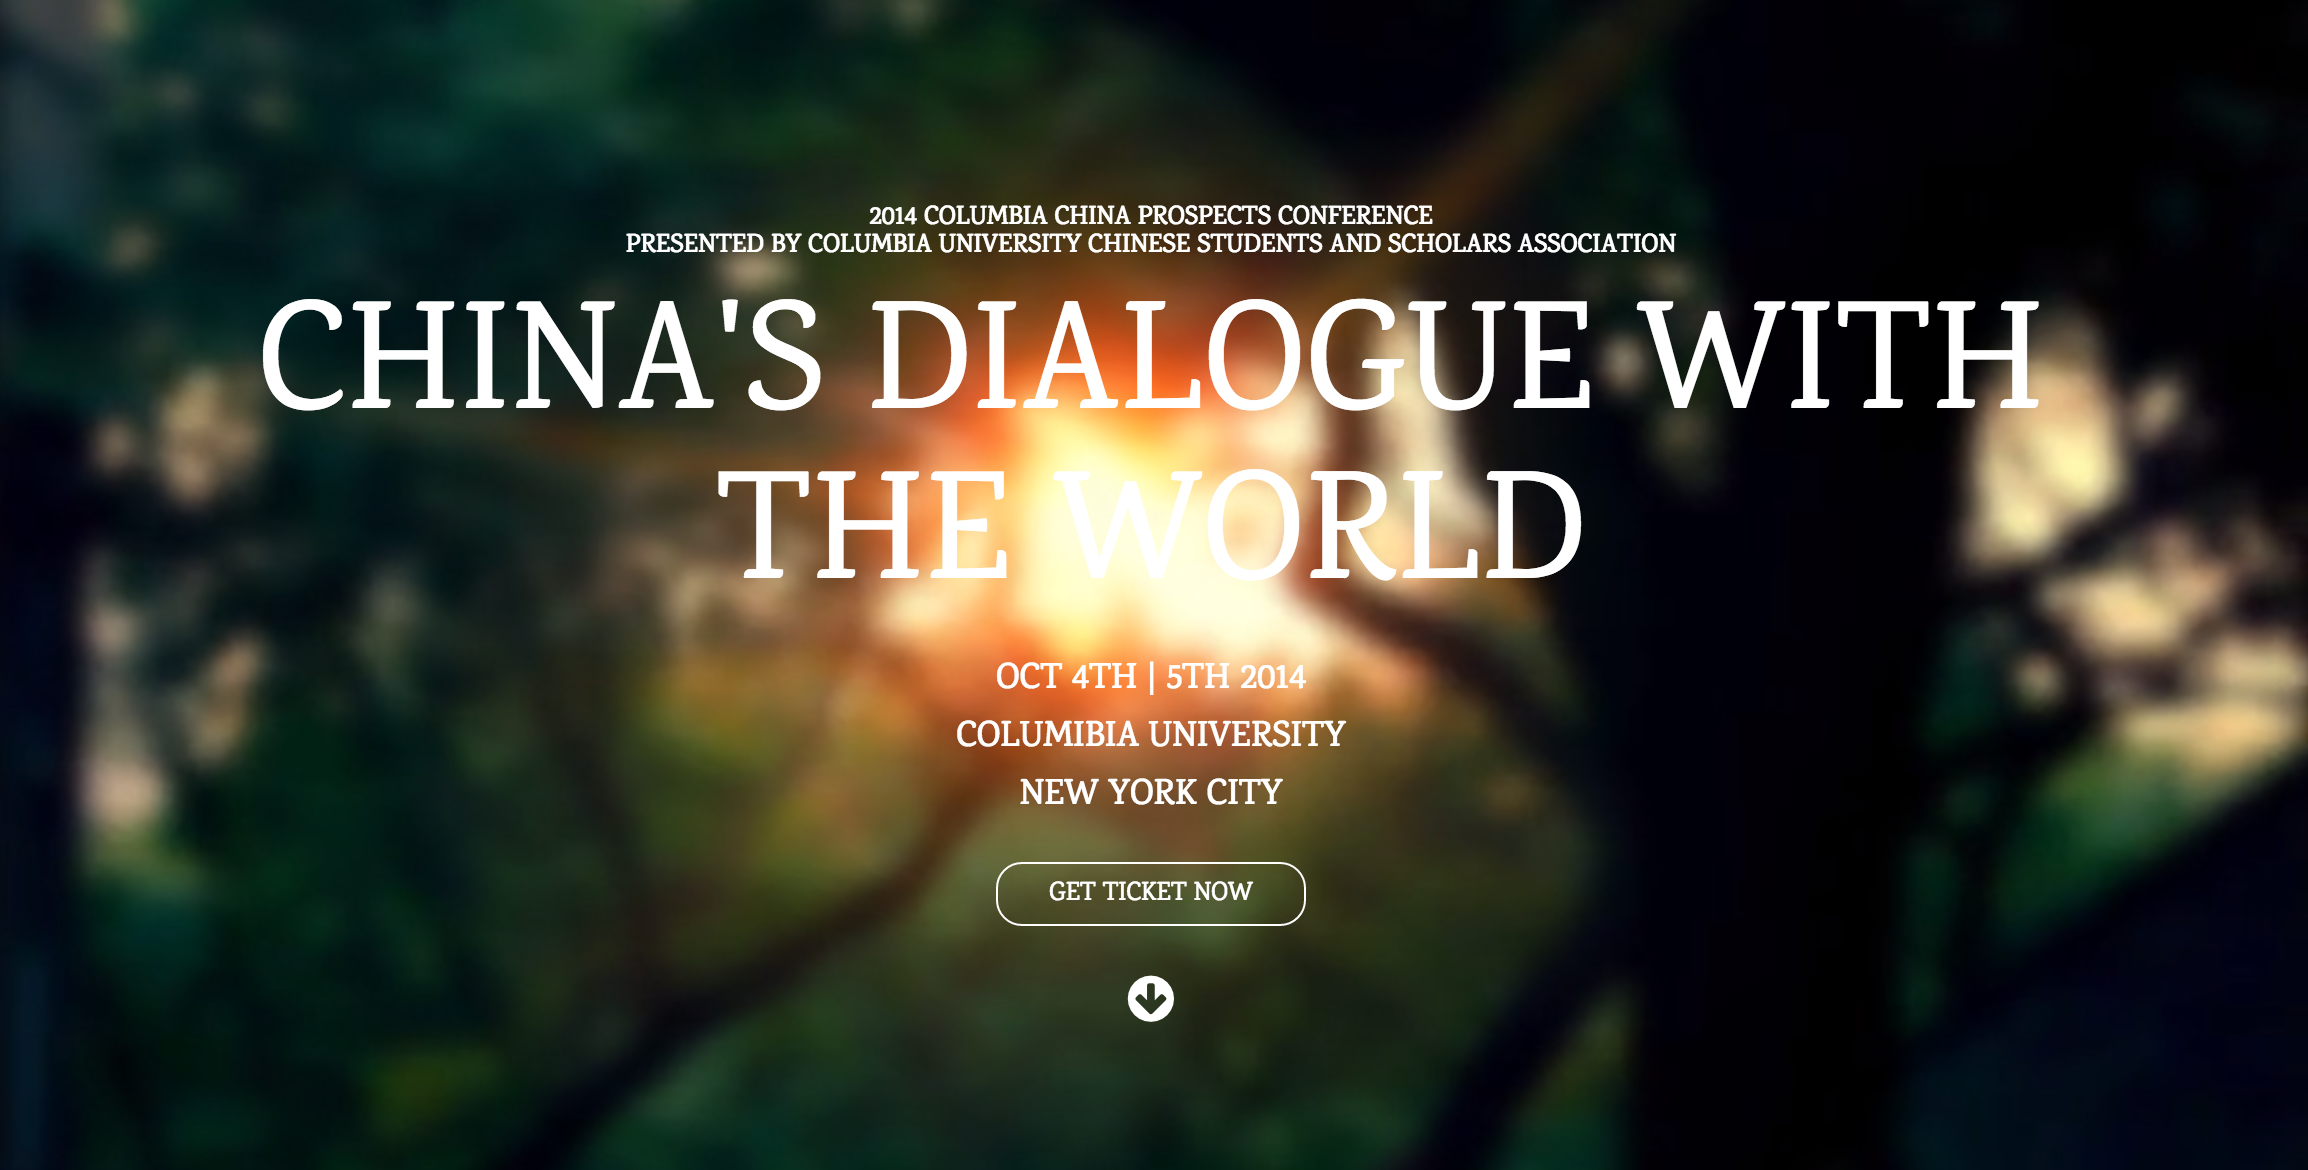 2014 COLUMBIA CHINA PROSPECTS CONFERENCE
PRESENTED BY COLUMBIA UNIVERSITY CHINESE STUDENTS AND SCHOLARS ASSOCIATION
CHINA'S DIALOGUE WITH
THE WORLD
OCT 4TH | 5TH 2014
COLUMIBIA UNIVERSITY
NEW YORK CITY
GET TICKET NOW